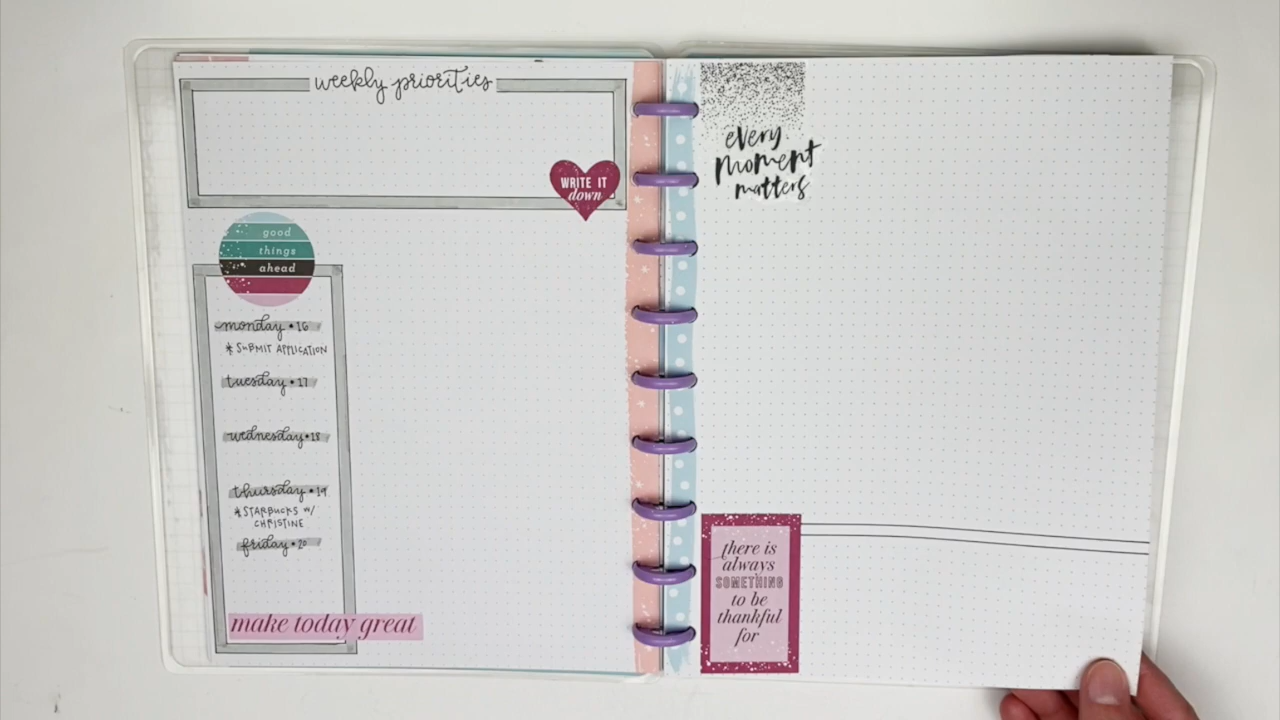 weekly priorities
WRITE IT
down
good
things
ahead
monday • 16
* SUBMIT APPLICATION
tuesday • 17
wednesday • 18
thursday • 19
* STARBUCKS W/
CHRISTINE
friday • 20
make today great
every
moment
matters
there is
always
SOMETHING
to be
thankful
for